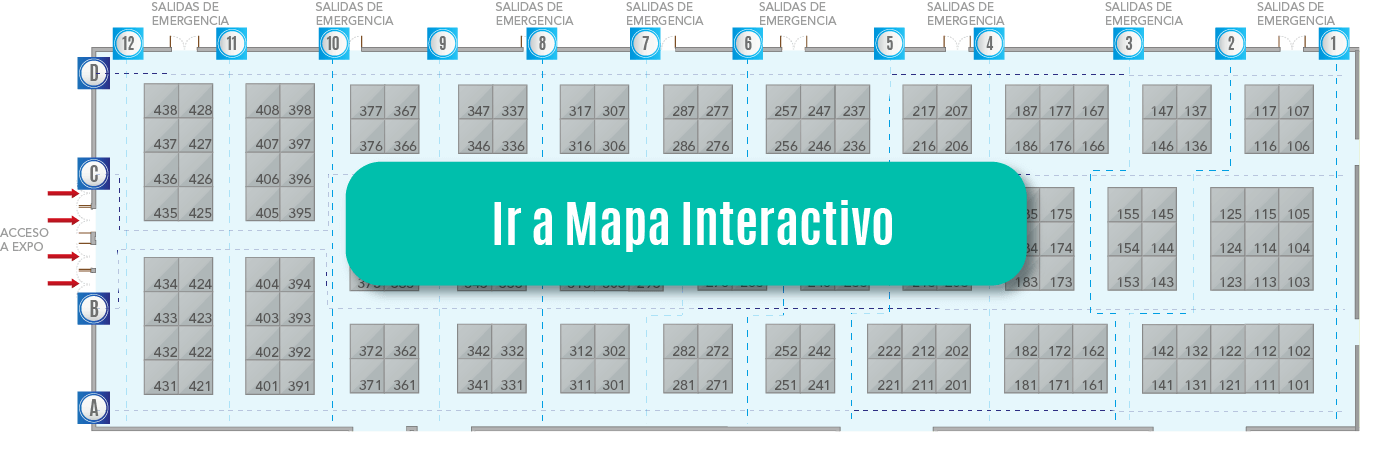 SALIDAS DE SALIDAS DE SALIDAS DE SALIDAS DE SALIDAS DE SALIDAS DE SALIDAS DE SALIDAS DE
EMERGENCIA EMERGENCIA EMERGENCIA EMERGENCIA EMERGENCIA EMERGENCIA EMERGENCIA EMERGENCIA
12 11 10 9 8 7 6 5 4 3 2 1
D
438 428 408 398 377 367 347 337 317 307 287 277 257 247 237 217 207 187 177 167 147 137 117 107
437 427 407 397 376 366 346 336 316 306 286 276 256 246 236 216 206 186 176 166 146 136 116 106
C
436 426 406 396
435 425 405 395 175 155 145 125 115 105
Ir a Mapa Interactivo
ACCESO
A EXPO
174 154 144 124 114 104
434 424 404 394 183 173 153 143 123 113 103
B
433 423 403 393
432 422 402 392 372 362 342 332 312 302 282 272 252 242 222 212 202 182 172 162 142 132 122 112 102
431 421 401 391 371 361 341 331 311 301 281 271 251 241 221 211 201 181 171 161 141 131 121 111 101
A